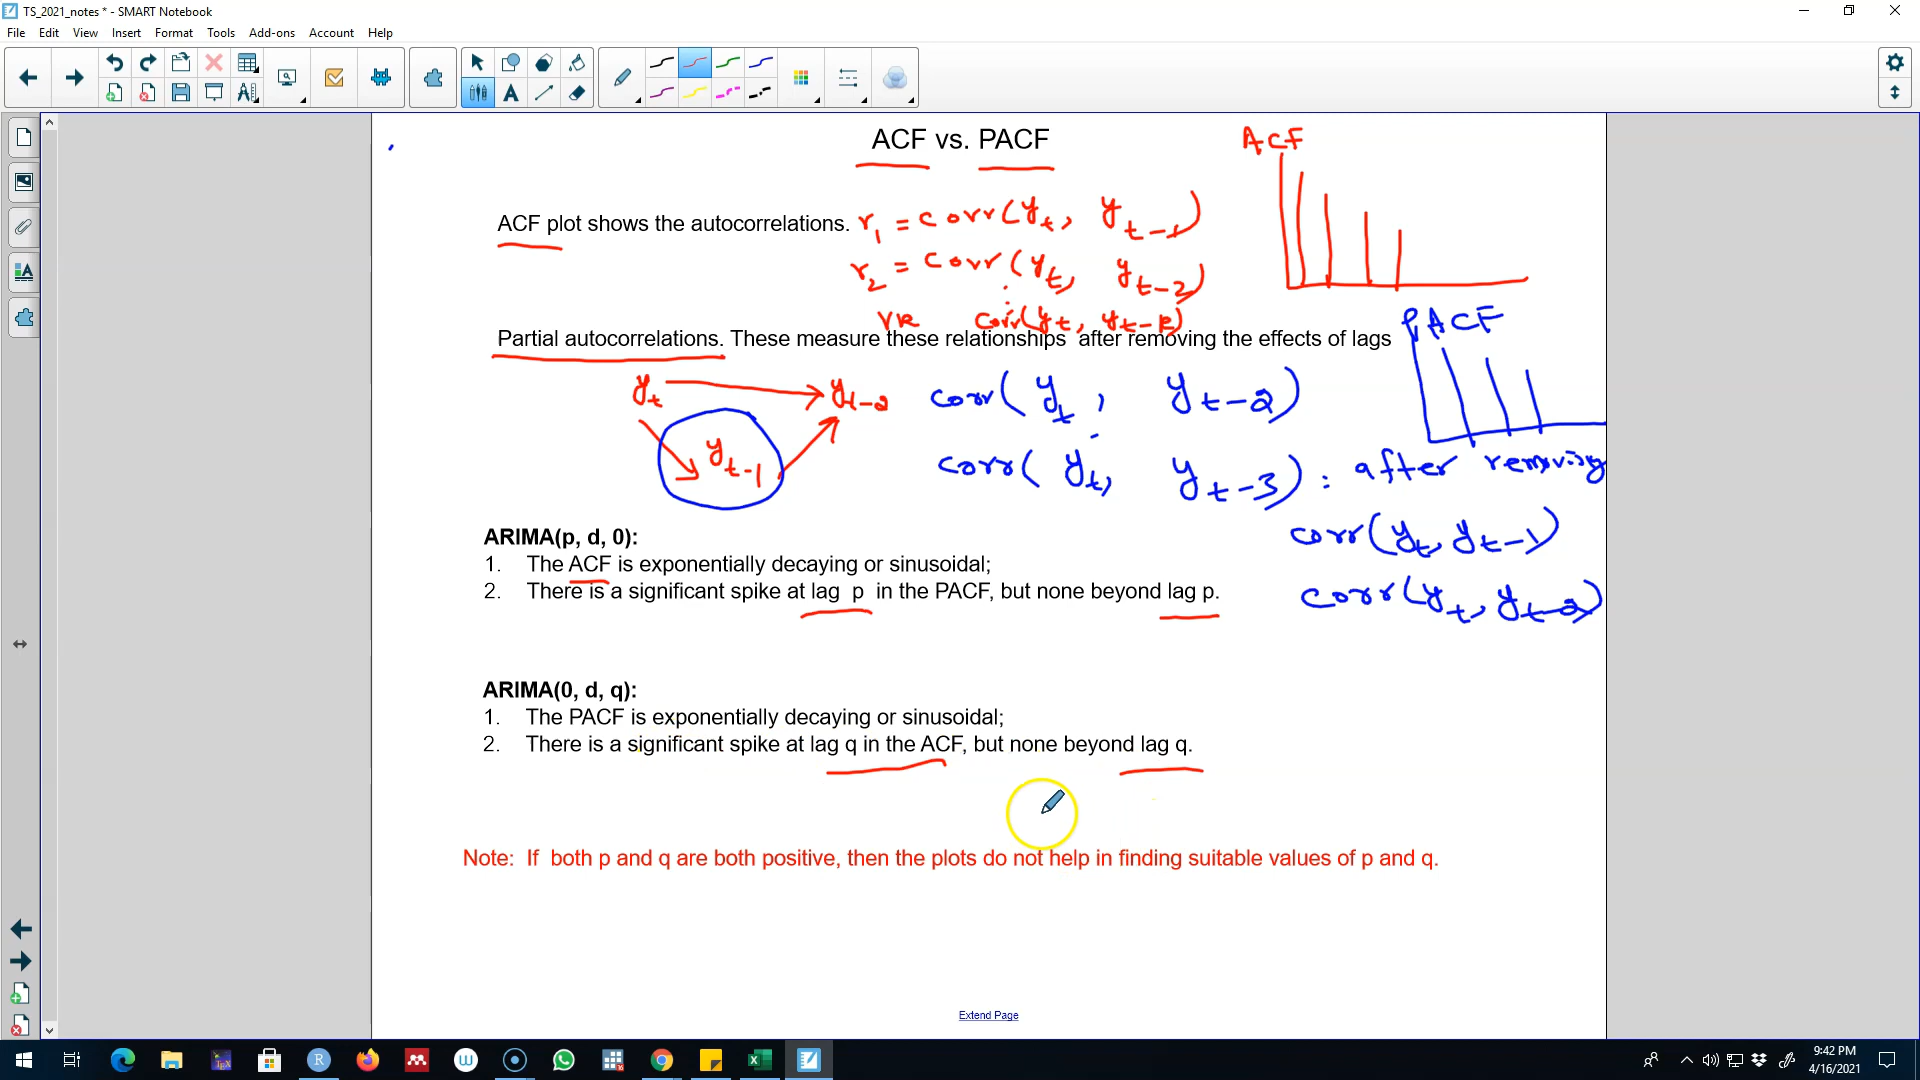 TS_2021_notes * - SMART Notebook
File Edit View Insert Format Tools Add-ons Account Help
ACF vs. PACF
ACF
ACF plot shows the autocorrelations. r1 = corr(yt, yt-1)
r2 = corr(yt, yt-2)
rk corr(yt, yt-k)
PACF
Partial autocorrelations. These measure these relationships after removing the effects of lags
yt yt-2 corr(yt, yt-2)
yt-1 corr(yt, yt-3) : after removing
corr(yt, yt-1)
ARIMA(p, d, 0):
1. The ACF is exponentially decaying or sinusoidal;
2. There is a significant spike at lag p in the PACF, but none beyond lag p.
corr(yt, yt-2)
ARIMA(0, d, q):
1. The PACF is exponentially decaying or sinusoidal;
2. There is a significant spike at lag q in the ACF, but none beyond lag q.
Note: If both p and q are both positive, then the plots do not help in finding suitable values of p and q.
Extend Page
9:42 PM
4/16/2021